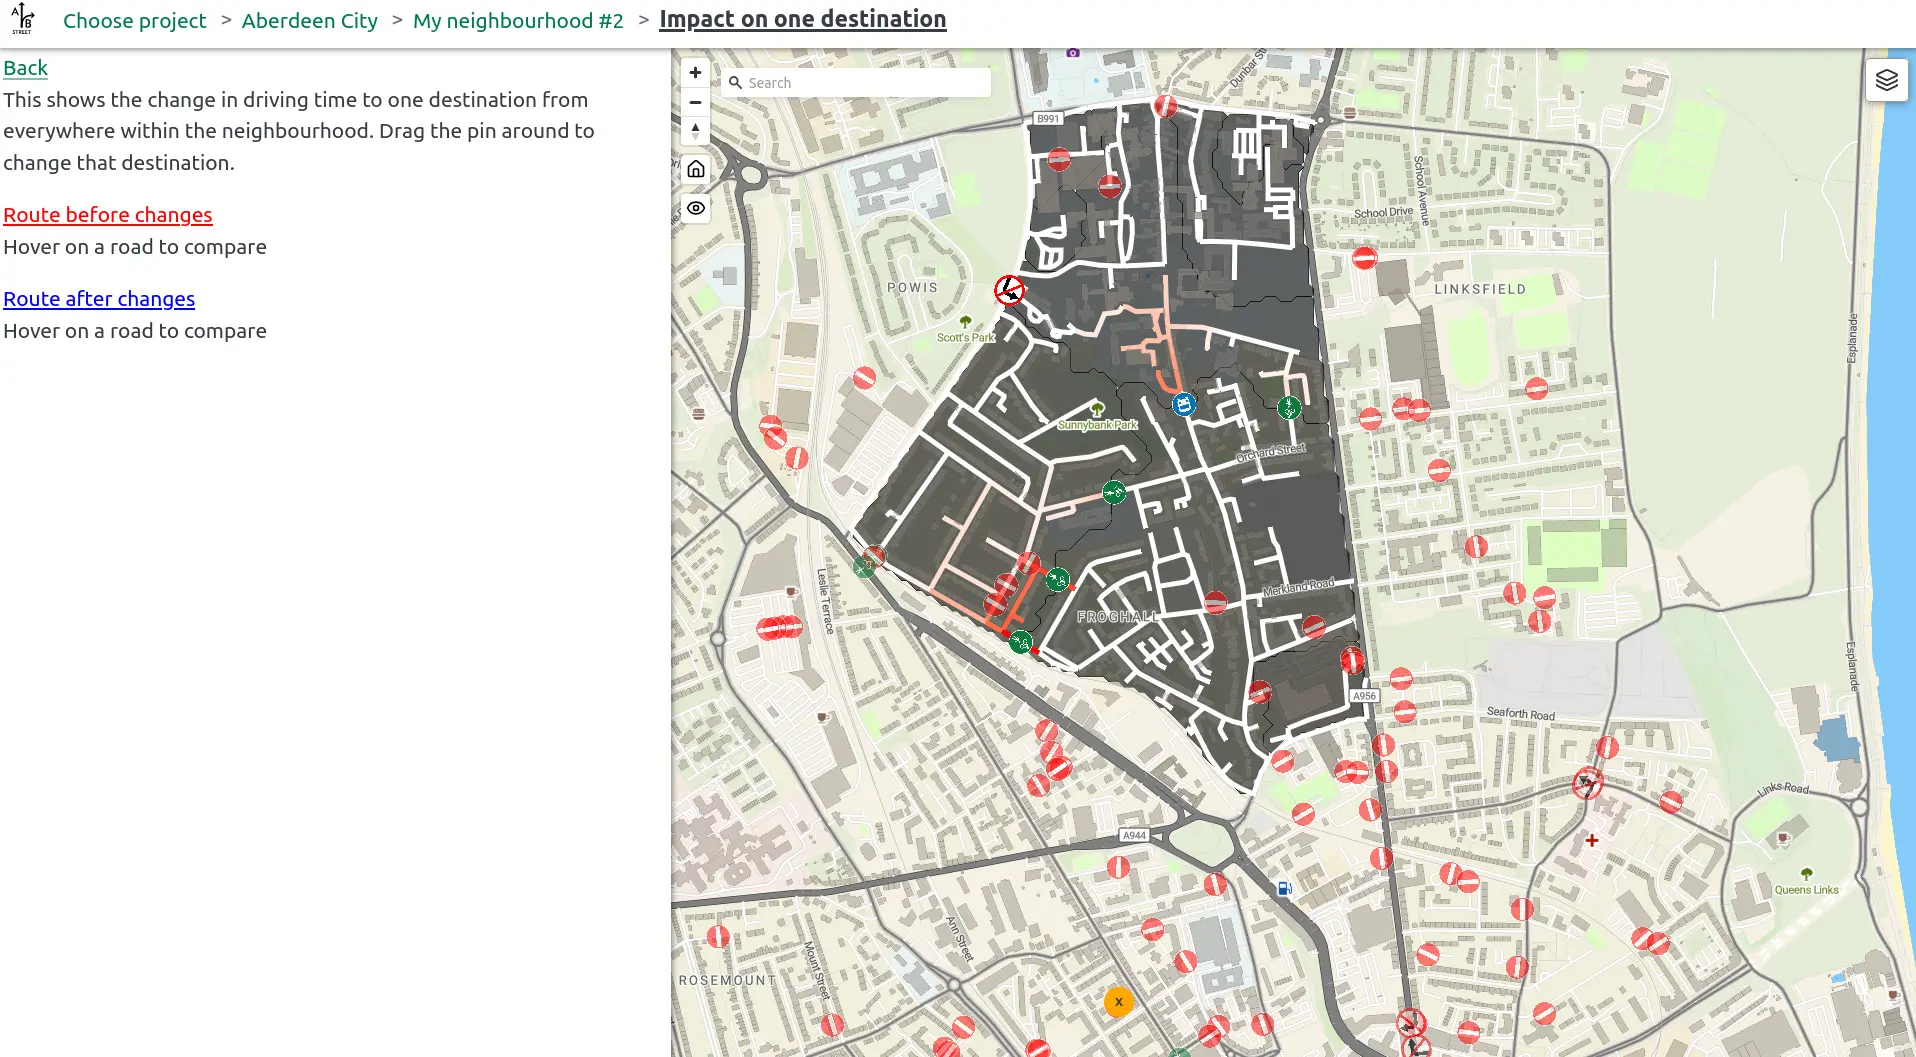 A B STREET
Choose project > Aberdeen City > My neighbourhood #2 > Impact on one destination
Back
This shows the change in driving time to one destination from
everywhere within the neighbourhood. Drag the pin around to
change that destination.
Route before changes
Hover on a road to compare
Route after changes
Hover on a road to compare
Search
Dunbar St
B991
School Avenue
School Drive
POWIS
LINKSFIELD
Scott's Park
Esplanade
Sunnybank Park
Orchard Street
Leslie Terrace
Merkland Road
FROGHALL
Esplanade
A956
Seaforth Road
Links Road
A944
Queens Links
Ann Street
Mount Street
ROSEMOUNT
X